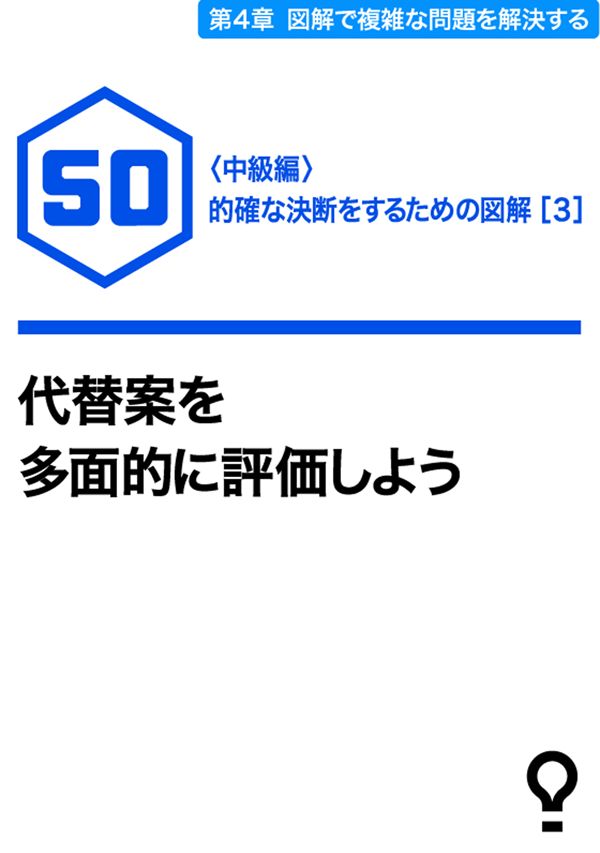 第4章 図解で複雑な問題を解決する
50
〈中級編〉
的確な決断をするための図解［3］
代替案を
多面的に評価しよう